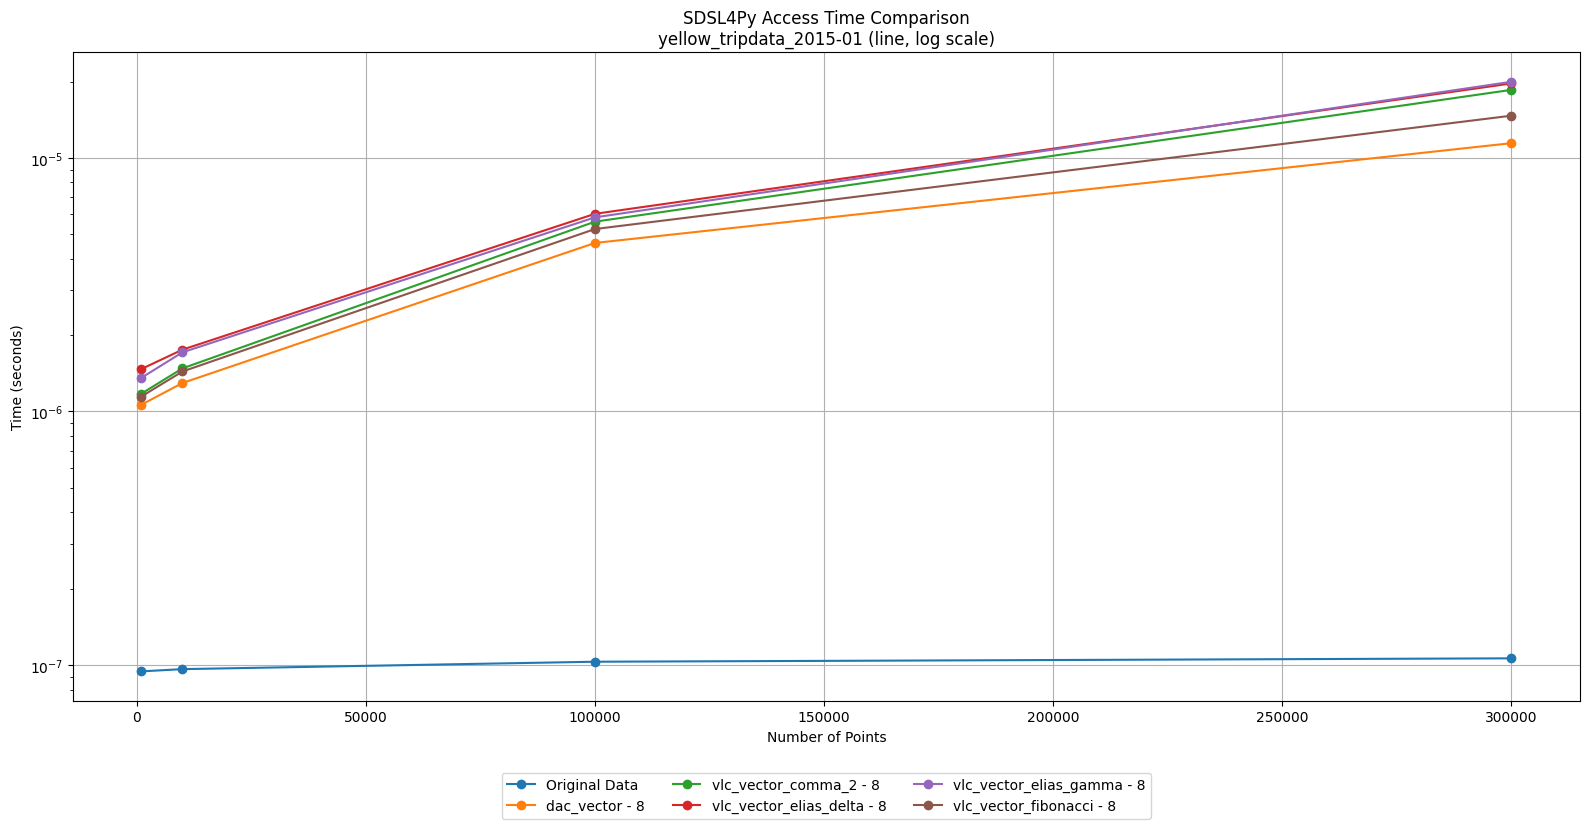 SDSL4Py Access Time Comparison
yellow_tripdata_2015-01 (line, log scale)
Time (seconds)
10⁻⁵
10⁻⁶
10⁻⁷
0 50000 100000 150000 200000 250000 300000
Number of Points
Original Data vlc_vector_comma_2 - 8 vlc_vector_elias_gamma - 8
dac_vector - 8 vlc_vector_elias_delta - 8 vlc_vector_fibonacci - 8